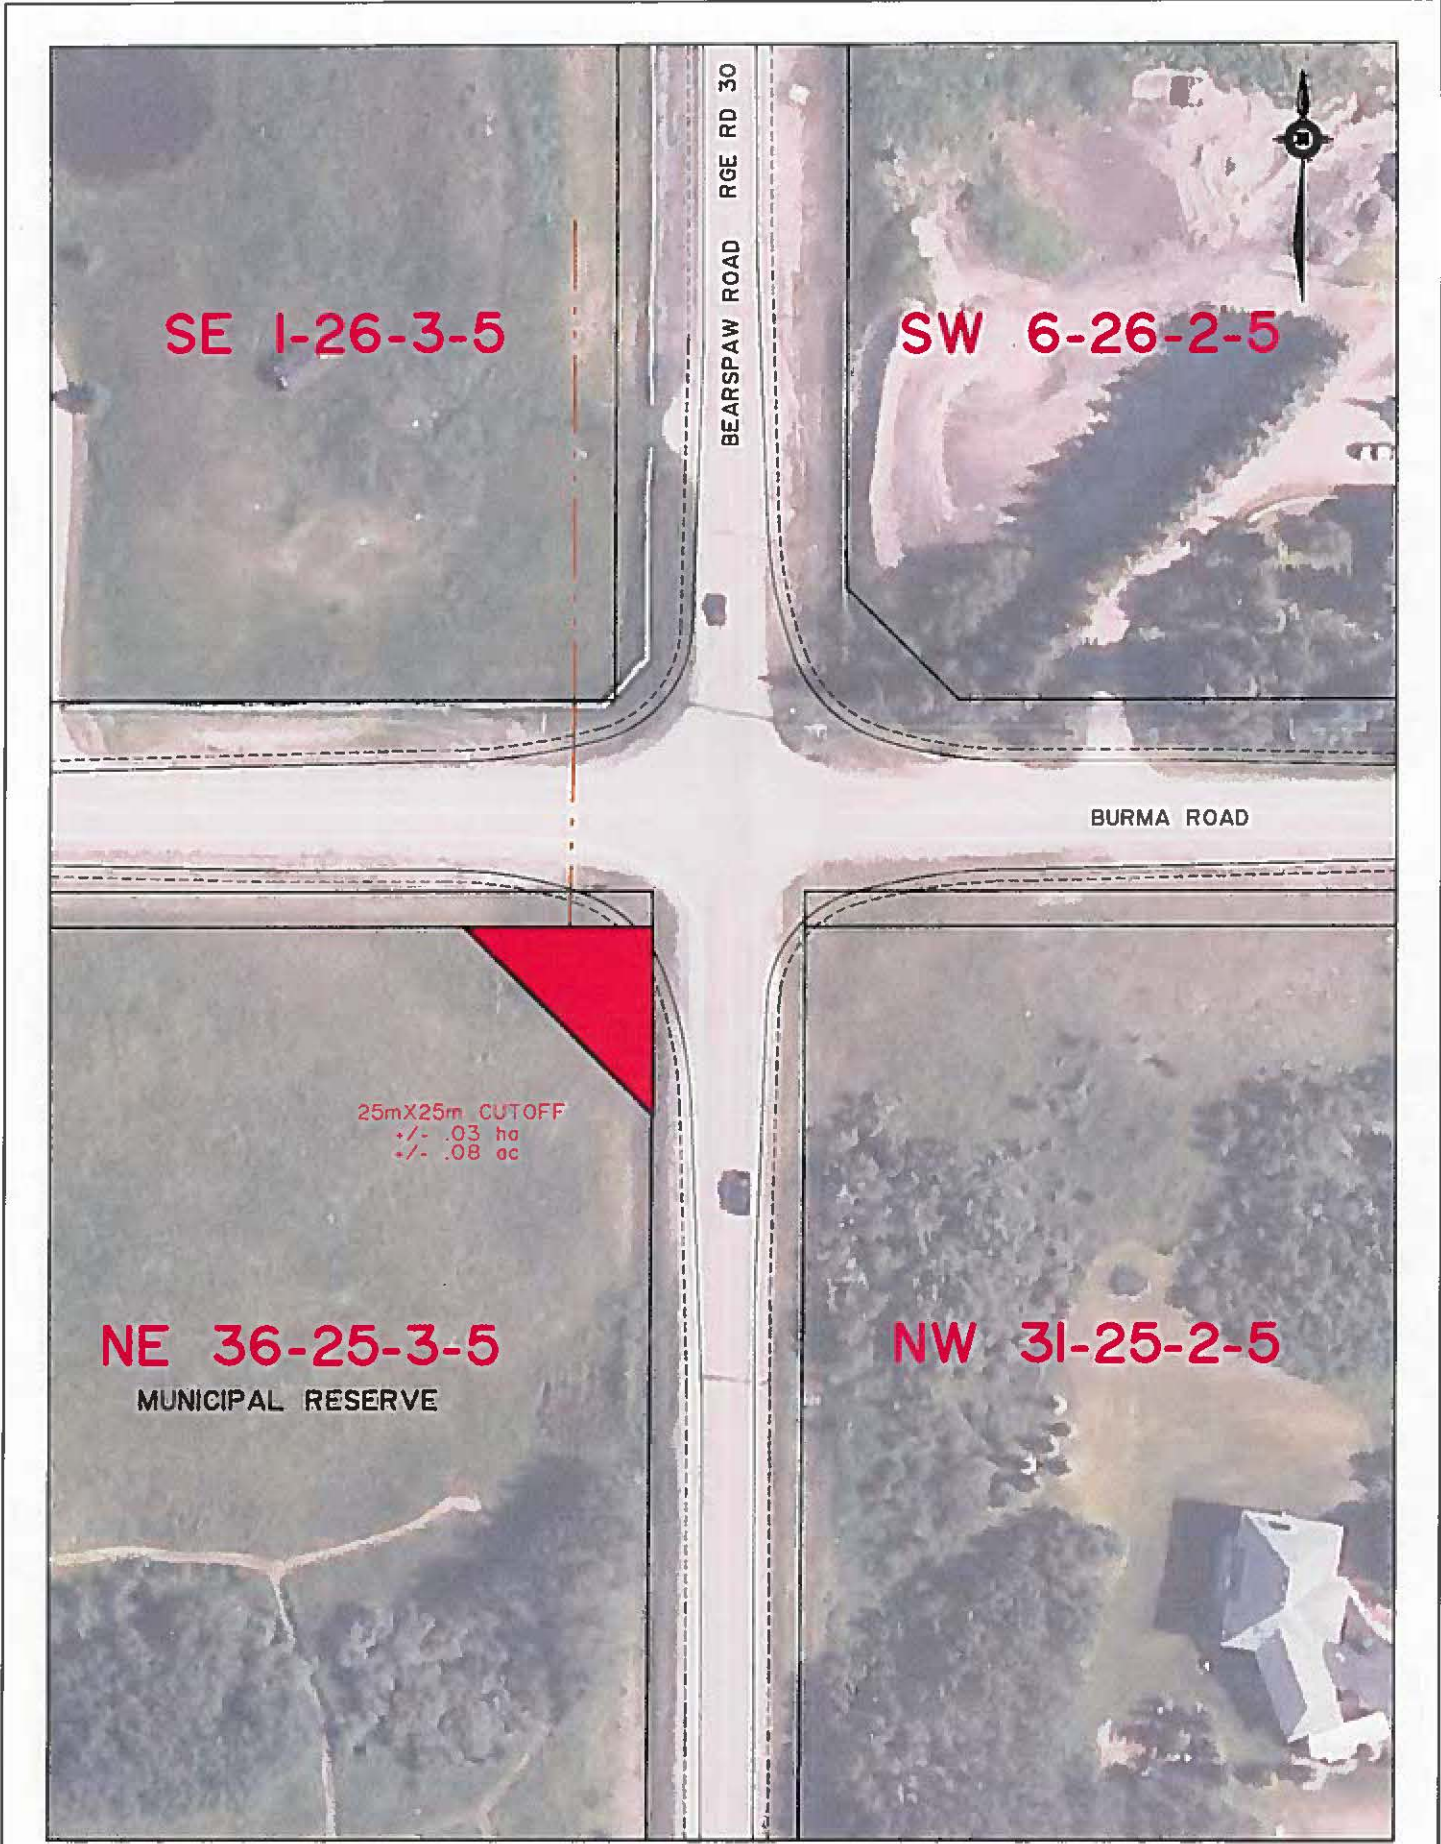 BEARSPAW ROAD RGE RD 30
SE 1-26-3-5
SW 6-26-2-5
BURMA ROAD
25mX25m CUTOFF
+/- .03 ha
+/- .08 ac
NE 36-25-3-5
MUNICIPAL RESERVE
NW 31-25-2-5